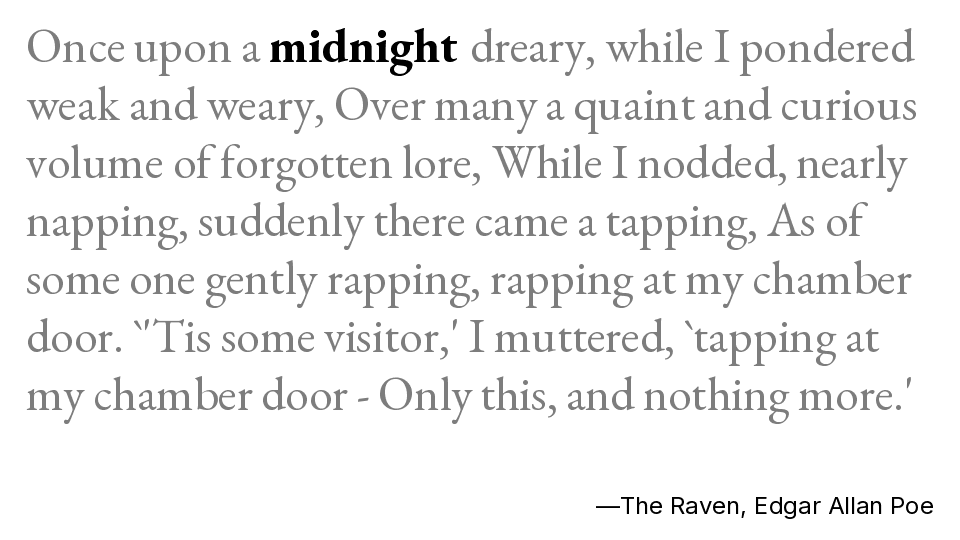 Once upon a midnight dreary, while I pondered
weak and weary, Over many a quaint and curious
volume of forgotten lore, While I nodded, nearly
napping, suddenly there came a tapping, As of
some one gently rapping, rapping at my chamber
door. `'Tis some visitor,' I muttered, `tapping at
my chamber door - Only this, and nothing more.'
—The Raven, Edgar Allan Poe